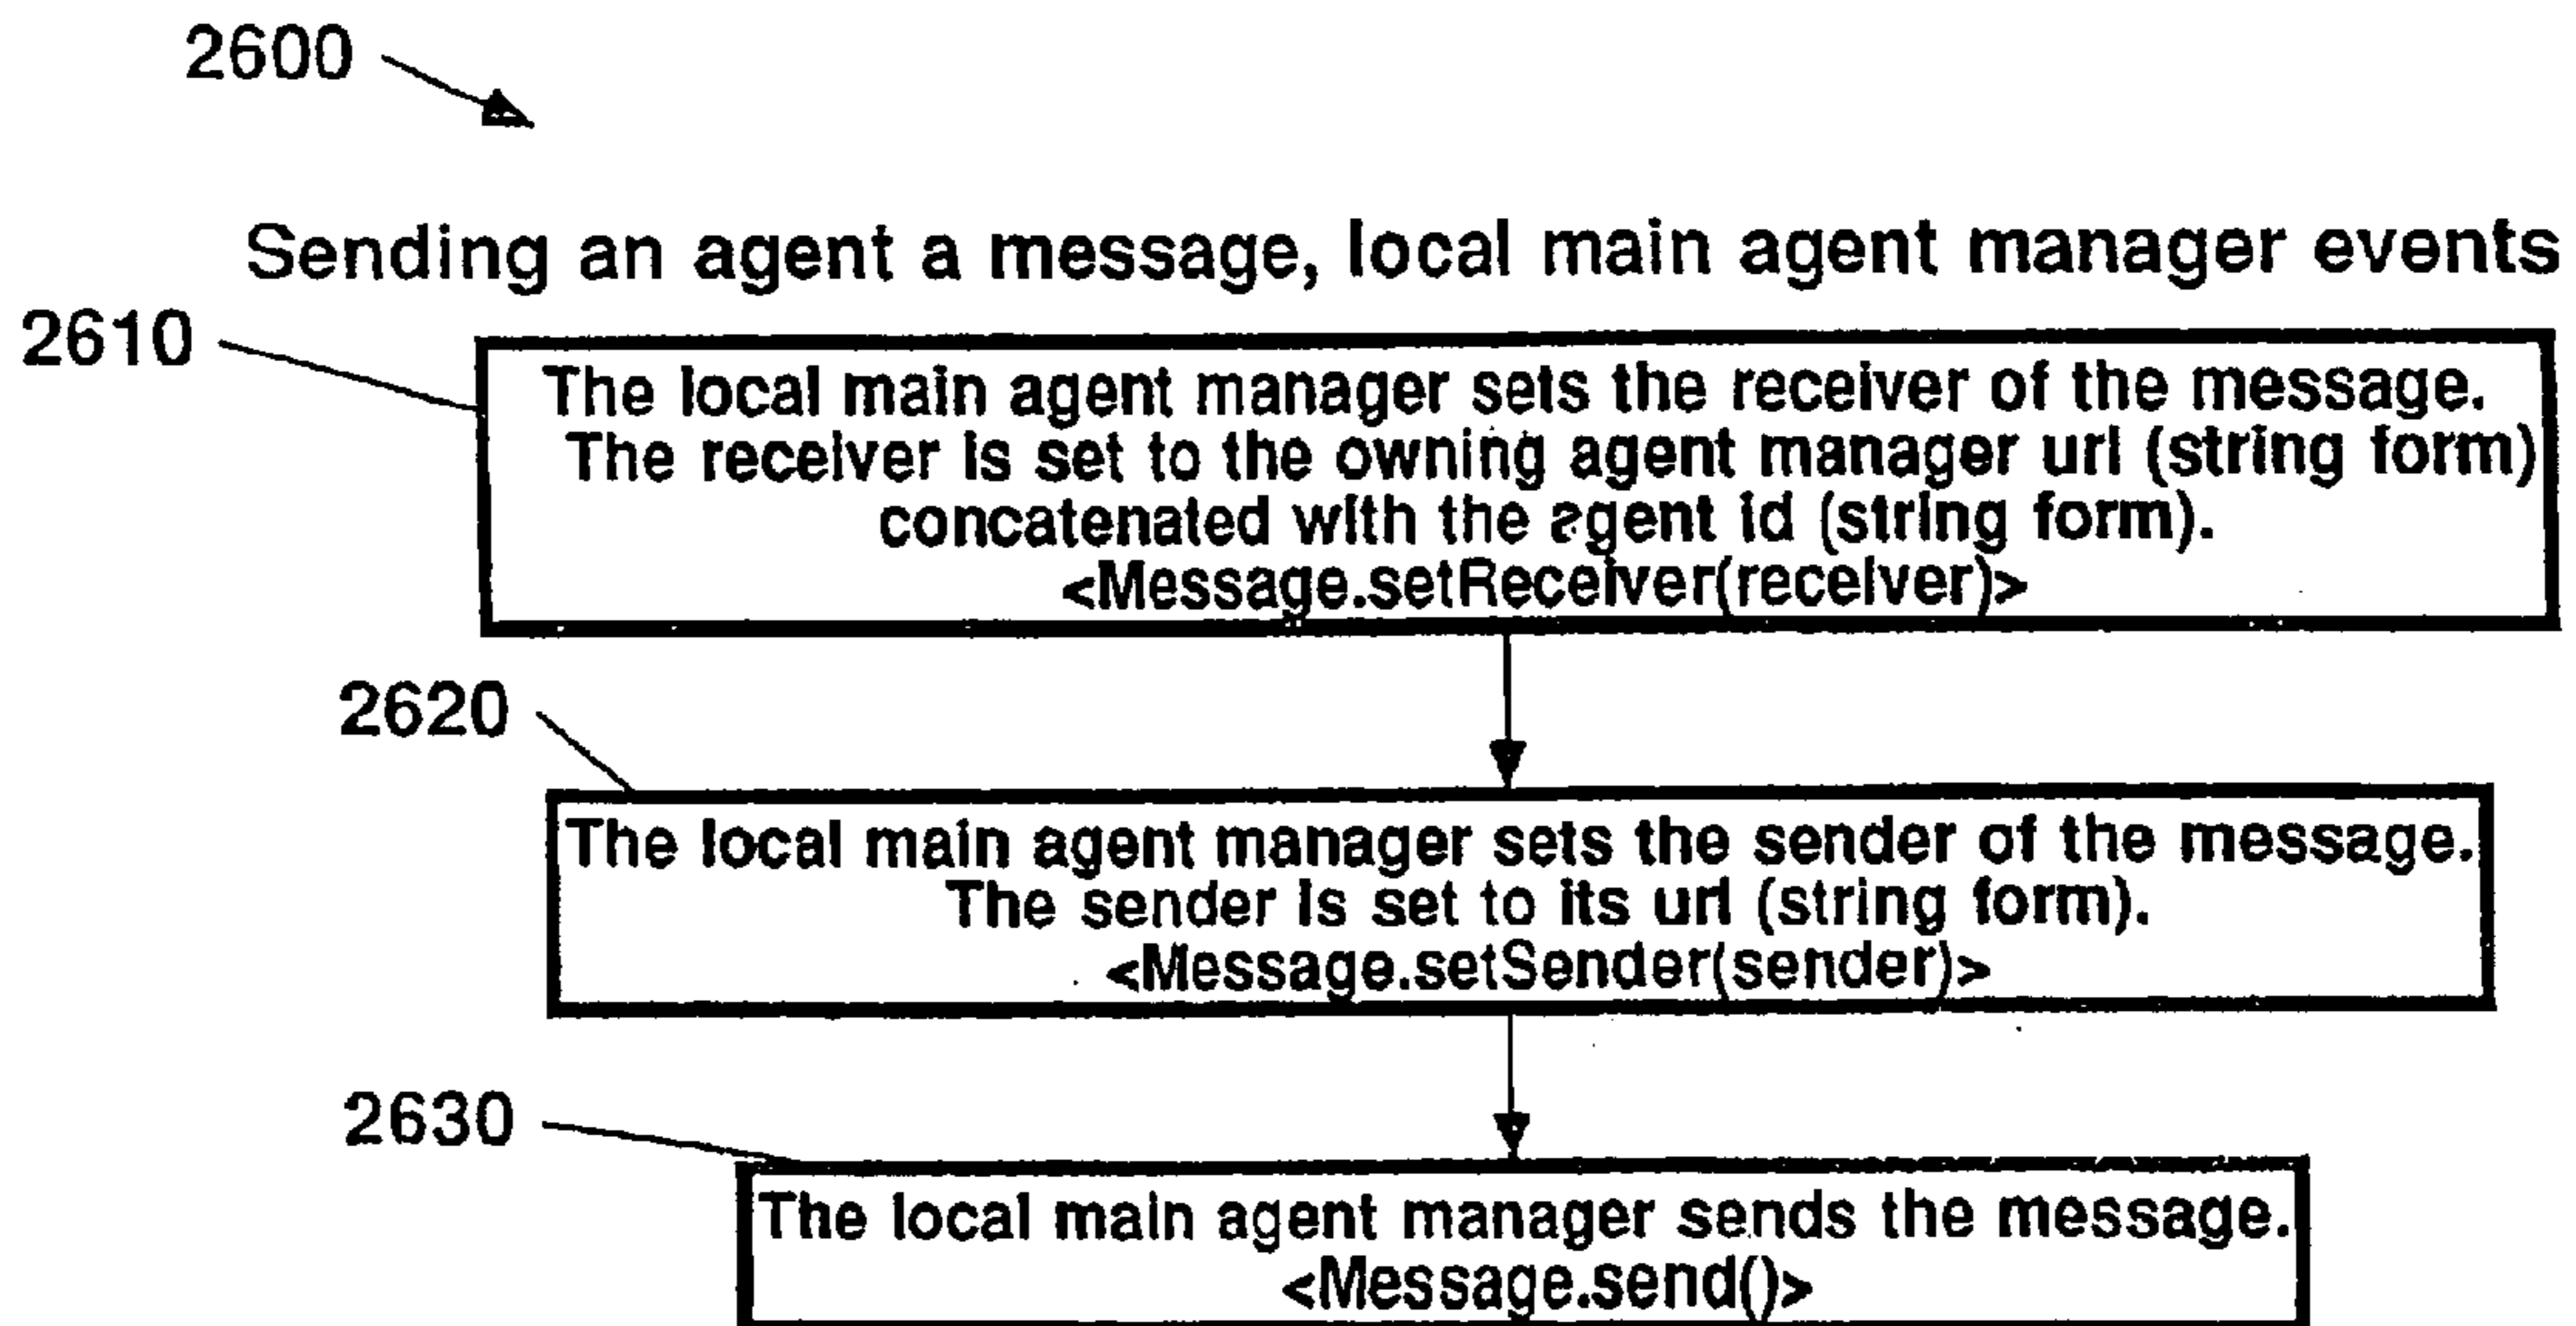 2600
Sending an agent a message, local main agent manager events
2610
The local main agent manager sets the receiver of the message.
The receiver is set to the owning agent manager url (string form)
concatenated with the agent id (string form).
<Message.setReceiver(receiver)>
2620
The local main agent manager sets the sender of the message.
The sender is set to its url (string form).
<Message.setSender(sender)>
2630
The local main agent manager sends the message.
<Message.send()>